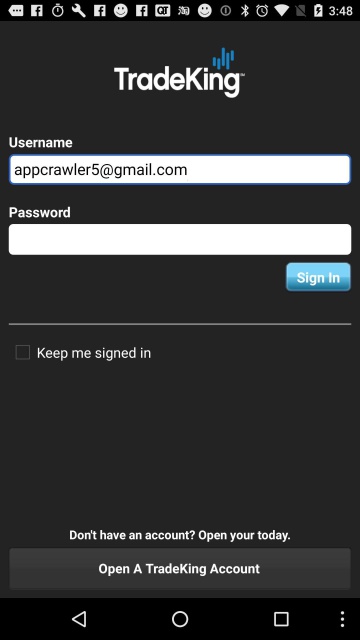 3:48
TradeKing™
Username
appcrawler5@gmail.com
Password
Sign In
Keep me signed in
Don't have an account? Open your today.
Open A TradeKing Account